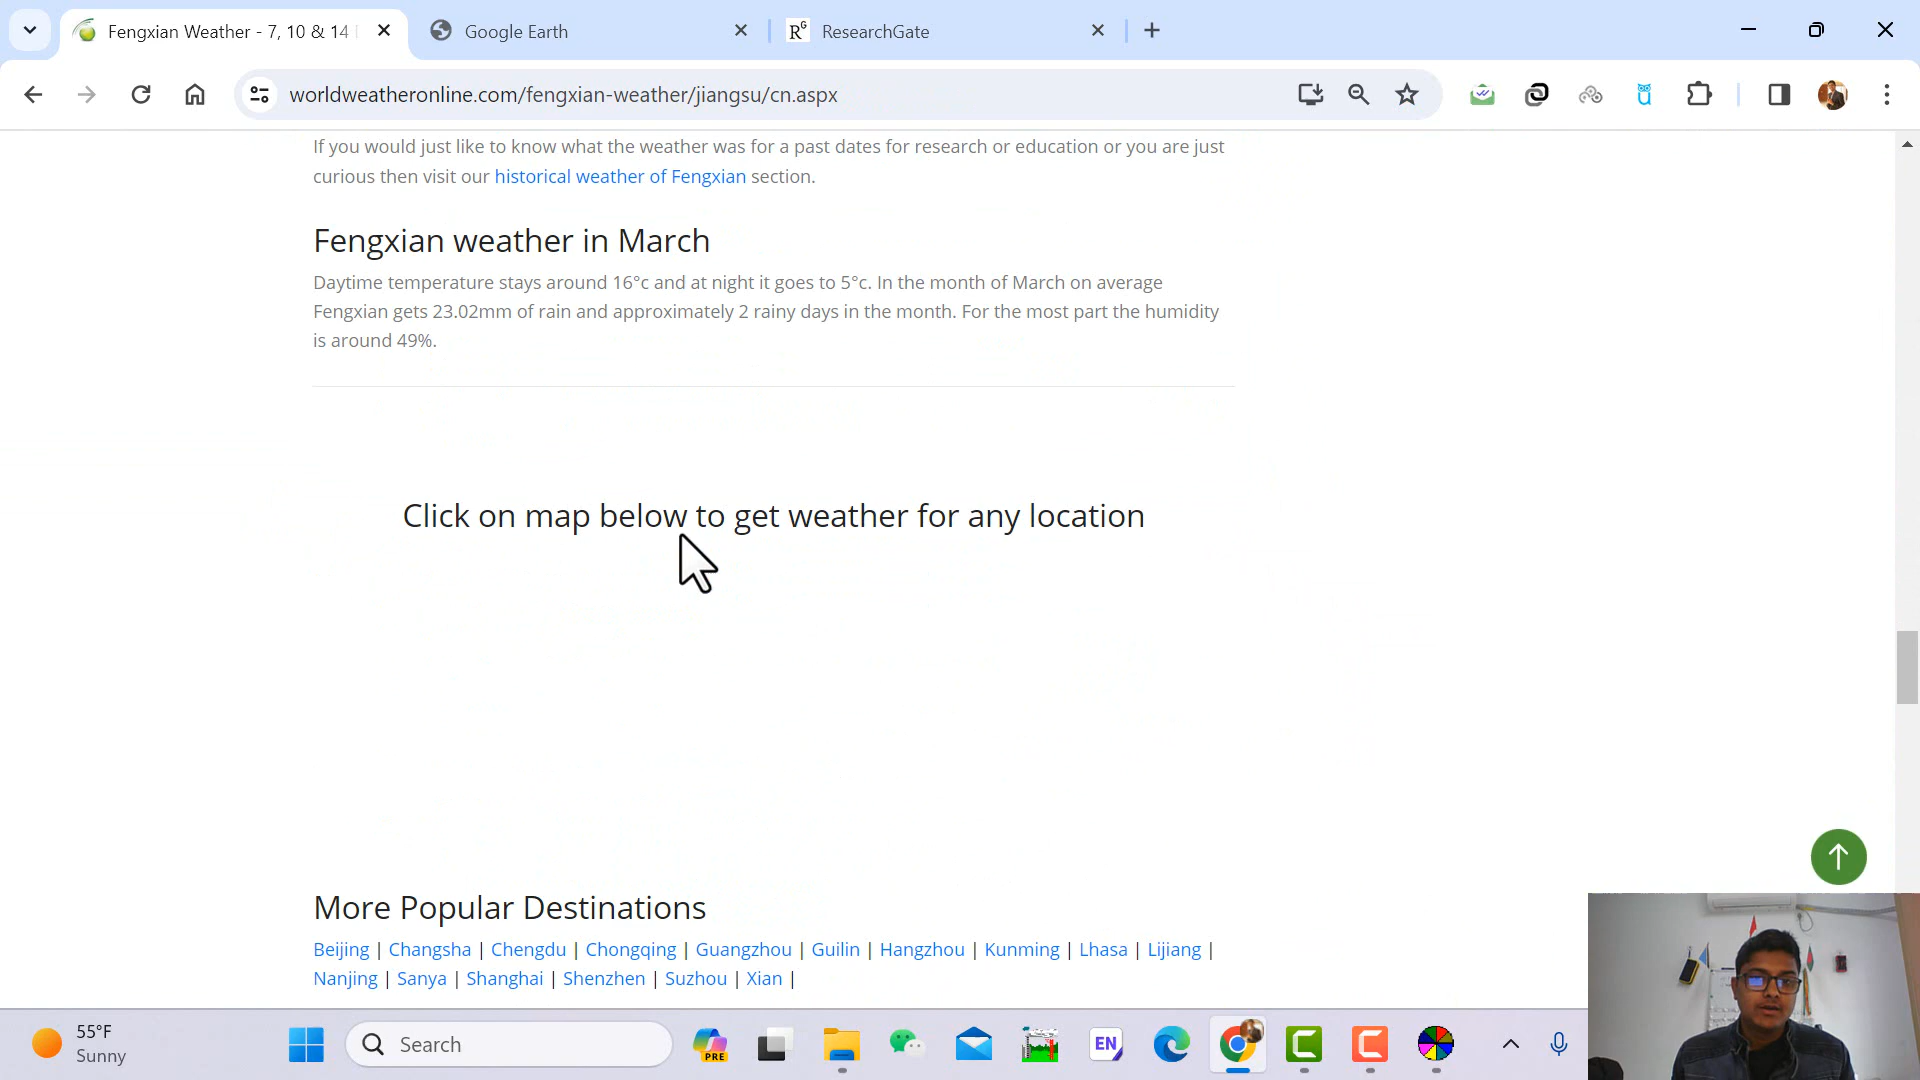 Fengxian Weather - 7, 10 & 14
Google Earth
ResearchGate
worldweatheronline.com/fengxian-weather/jiangsu/cn.aspx
If you would just like to know what the weather was for a past dates for research or education or you are just
curious then visit our historical weather of Fengxian section.
Fengxian weather in March
Daytime temperature stays around 16°c and at night it goes to 5°c. In the month of March on average
Fengxian gets 23.02mm of rain and approximately 2 rainy days in the month. For the most part the humidity
is around 49%.
Click on map below to get weather for any location
More Popular Destinations
Beijing | Changsha | Chengdu | Chongqing | Guangzhou | Guilin | Hangzhou | Kunming | Lhasa | Lijiang |
Nanjing | Sanya | Shanghai | Shenzhen | Suzhou | Xian |
55°F
Sunny
Search
PRE
EN